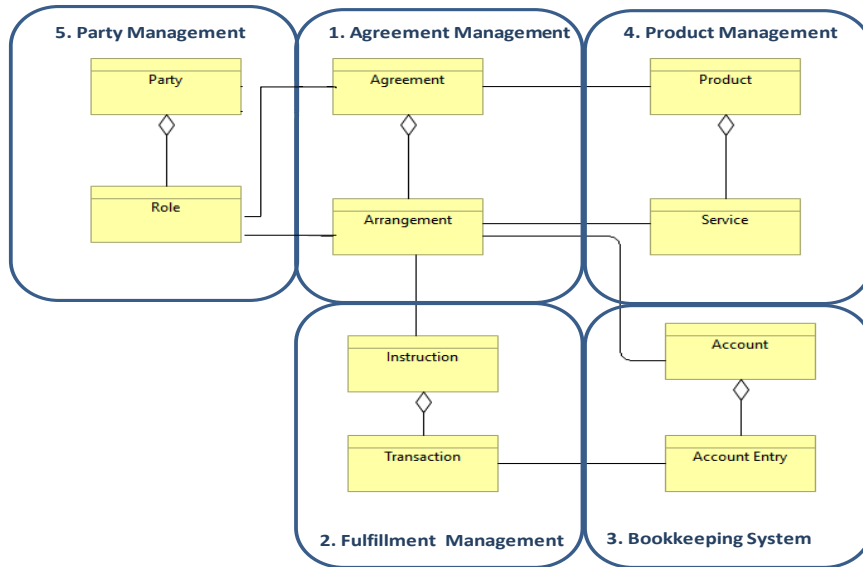 5. Party Management
1. Agreement Management
4. Product Management
Party
Agreement
Product
Role
Arrangement
Service
Instruction
Account
Transaction
Account Entry
2. Fulfillment  Management
3. Bookkeeping System